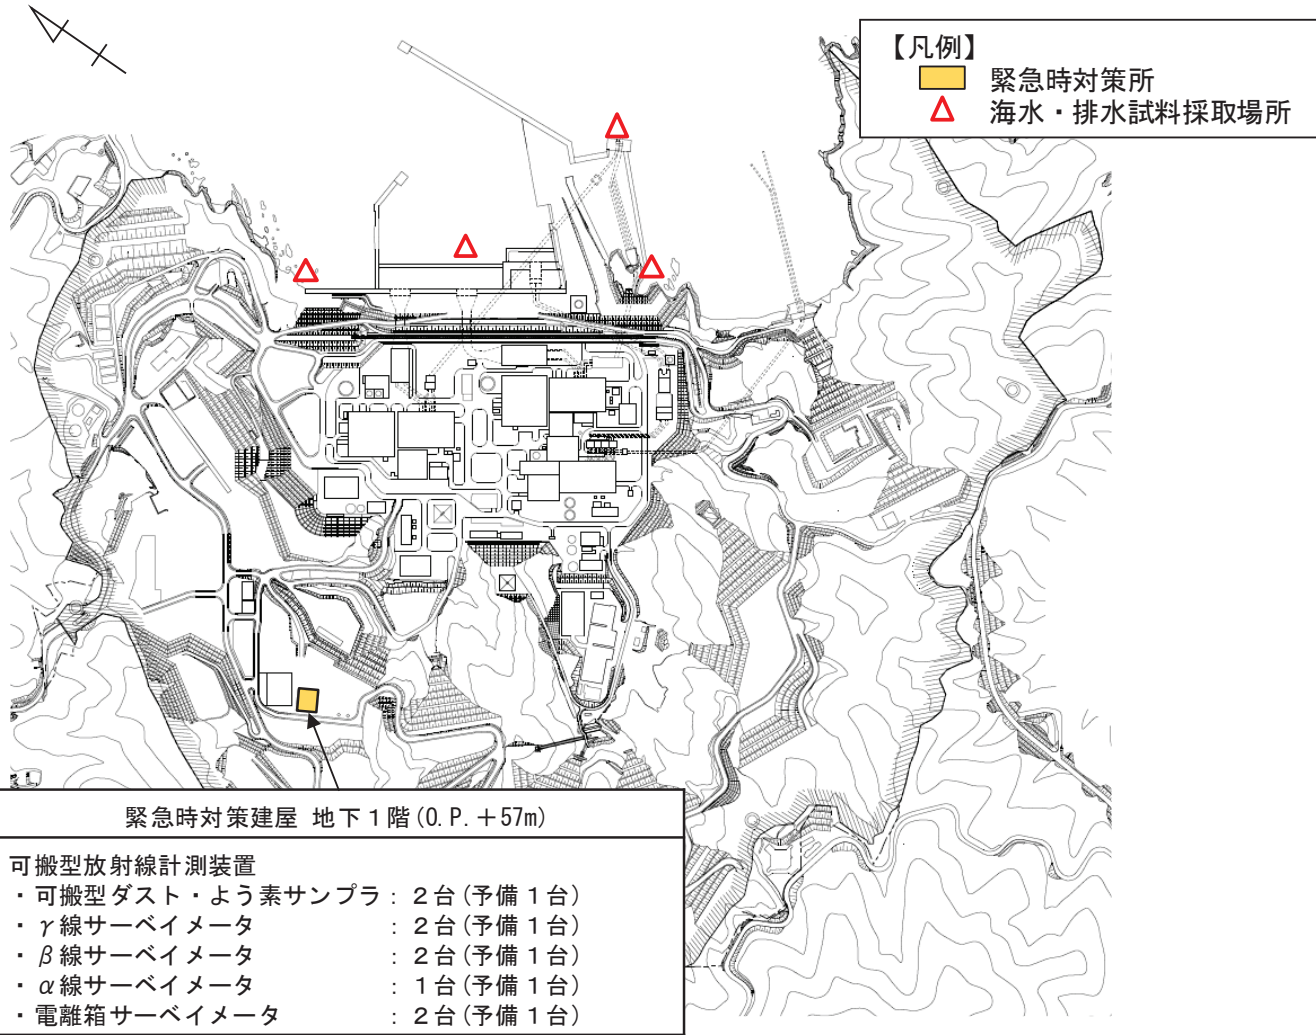 【凡例】
緊急時対策所
海水・排水試料採取場所
緊急時対策建屋 地下１階(O.P.＋57m)
可搬型放射線計測装置
・可搬型ダスト・よう素サンプラ： ２台(予備１台)
・γ線サーベイメータ ： ２台(予備１台)
・β線サーベイメータ ： ２台(予備１台)
・α線サーベイメータ ： １台(予備１台)
・電離箱サーベイメータ ： ２台(予備１台)